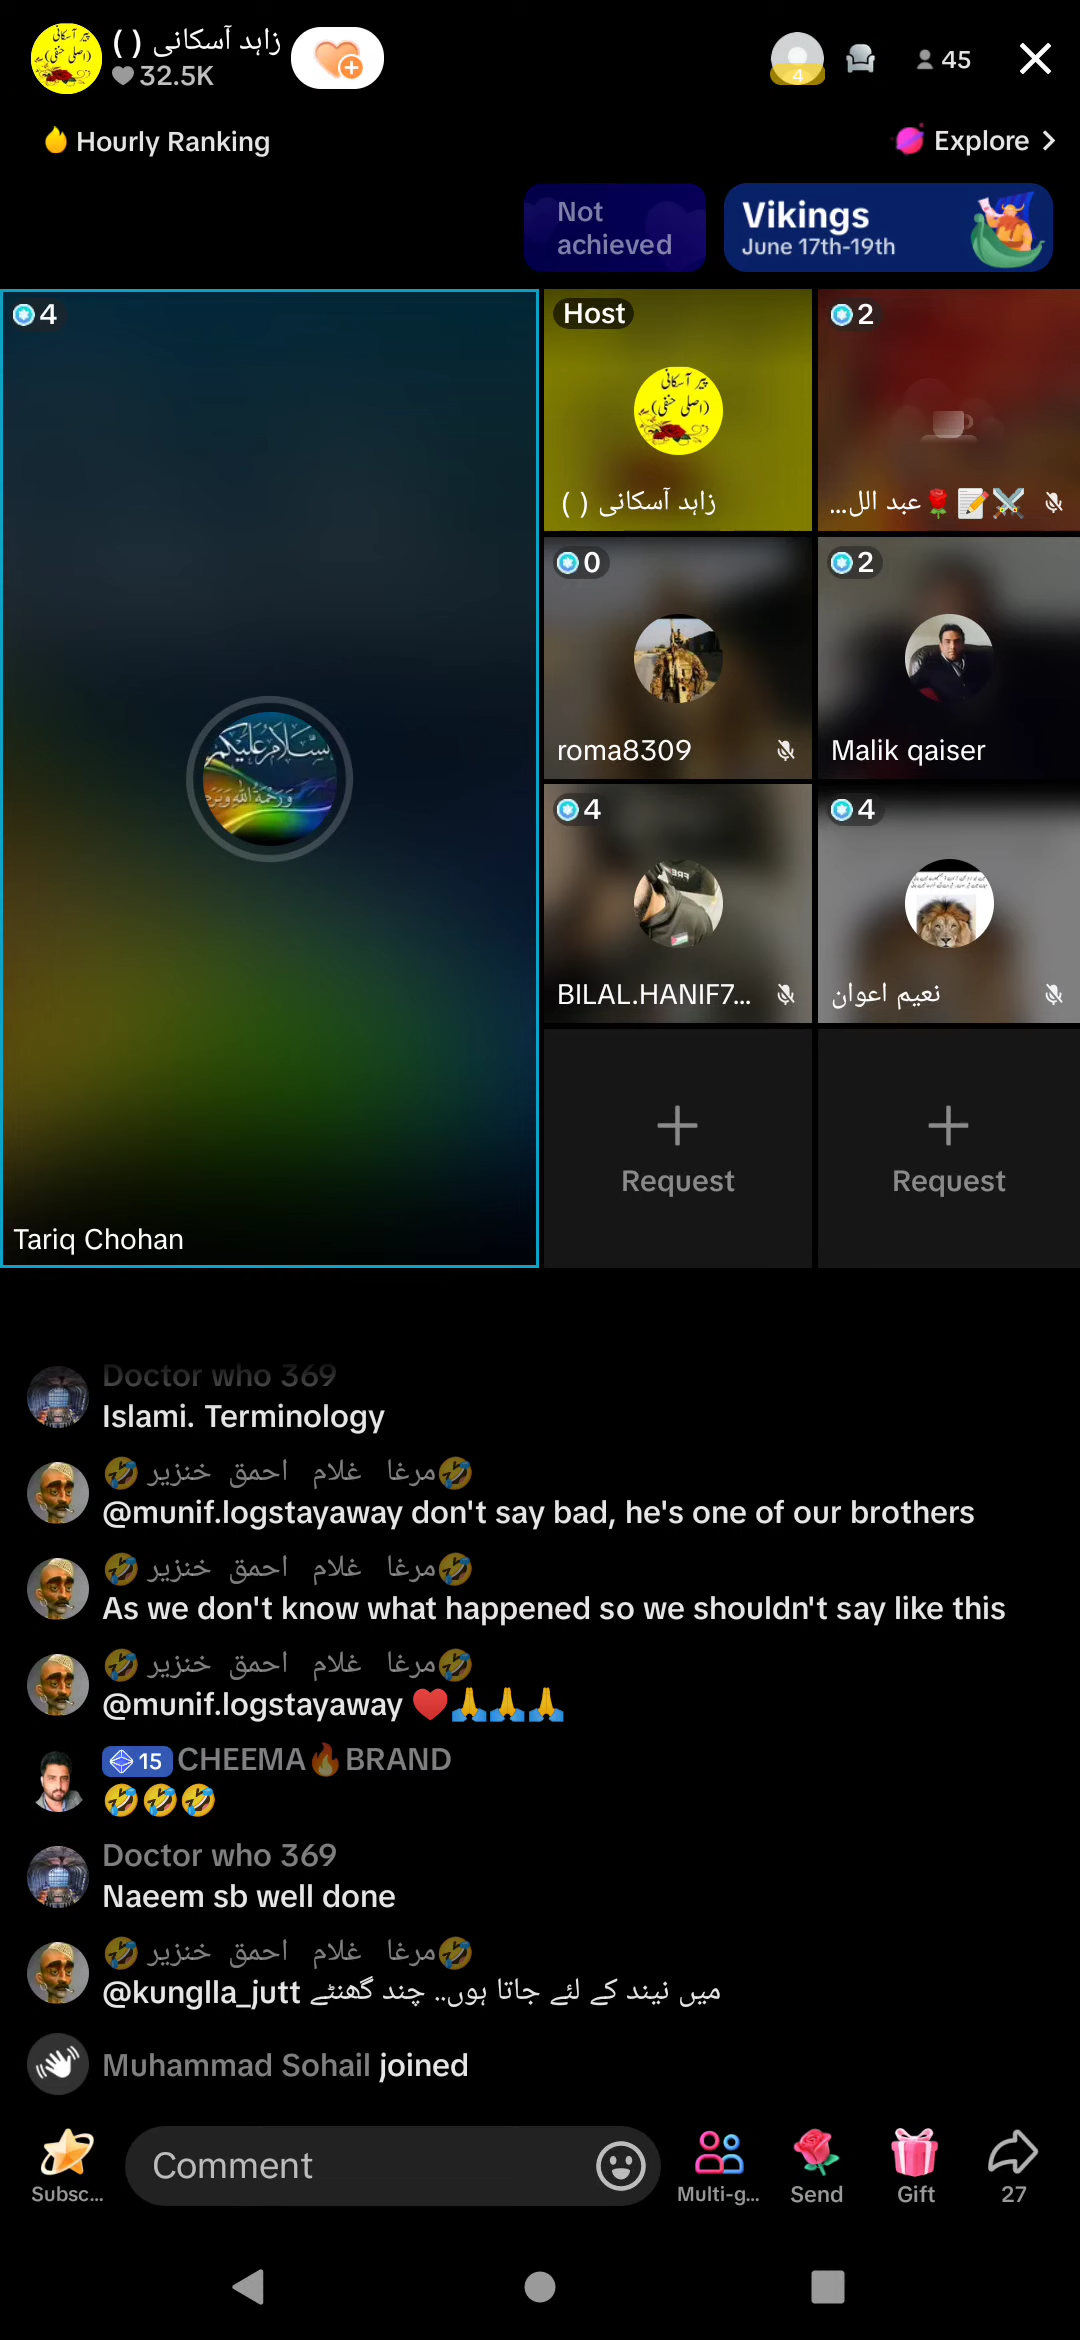 زاہد آسکانی ( )
32.5K
4
45
Hourly Ranking
Explore
Not
achieved
Vikings
June 17th-19th
4
Host
2
پیر آسکانی
(اصلی حنفی)
زاہد آسکانی ( )
عبد الل...
0
2
roma8309
Malik qaiser
4
4
BILAL.HANIF7...
نعیم اعوان
Request
Request
Tariq Chohan
Doctor who 369
Islami. Terminology
🤣مرغا غلام احمق خنزیر🤣
@munif.logstayaway don't say bad, he's one of our brothers
🤣مرغا غلام احمق خنزیر🤣
As we don't know what happened so we shouldn't say like this
🤣مرغا غلام احمق خنزیر🤣
@munif.logstayaway ❤️🙏🙏🙏
15 CHEEMA🔥BRAND
🤣🤣🤣
Doctor who 369
Naeem sb well done
🤣مرغا غلام احمق خنزیر🤣
@kunglla_jutt میں نیند کے لئے جاتا ہوں.. چند گھنٹے
Muhammad Sohail joined
Comment
Subsc...
Multi-g...
Send
Gift
27